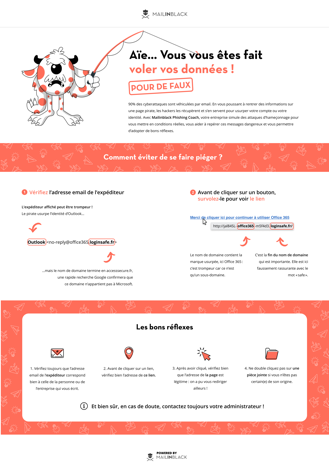 MAILINBLACK
Aïe... Vous vous êtes fait
voler vos données !
POUR DE FAUX
90% des cyberattaques sont véhiculées par email. En vous poussant à rentrer des informations sur
une page pirate, les hackers les récupèrent et s'en servent pour usurper votre compte ou votre
identité. Avec Mailinblack Phishing Coach, votre entreprise simule des attaques d'hameçonnage pour
vous mettre en conditions réelles, vous aider à repérer ces messages dangereux et vous permettre
d'adopter de bons réflexes.
Comment éviter de se faire piéger ?
1 Vérifiez l'adresse email de l'expéditeur
L'expéditeur affiché peut être trompeur !
Le pirate usurpe l'identité d'Outlook...
Outlook <no-reply@office365.loginsafe.fr>
...mais le nom de domaine termine en accessecure.fr,
une rapide recherche Google confirmera que
ce domaine n'appartient pas à Microsoft.
2 Avant de cliquer sur un bouton,
survolez-le pour voir le lien.
Merci de cliquer ici pour continuer à utiliser Office 365
loginsafe.fr
Le nom de domaine contient la
marque usurpée, ici Office 365 :
c'est trompeur car ce n'est
qu'un sous-domaine.
C'est la fin du nom de domaine
qui est importante. Elle est ici
faussement rassurante avec le
mot « safe ».
Les bons réflexes
1. Vérifiez toujours que l'adresse
email de l'expéditeur correspond
bien à celle de la personne ou de
l'entreprise qui vous écrit.
2. Avant de cliquer sur un lien,
vérifiez bien l'adresse de ce lien.
3. Après avoir cliqué, vérifiez bien
que l'adresse de la page est
légitime - on a pu vous rediriger
ailleurs !
4. Ne double cliquez pas sur une
pièce jointe si vous n'êtes pas
certain(e) de son origine.
Et bien sûr, en cas de doute, contactez toujours votre administrateur !
POWERED BY
MAILINBLACK